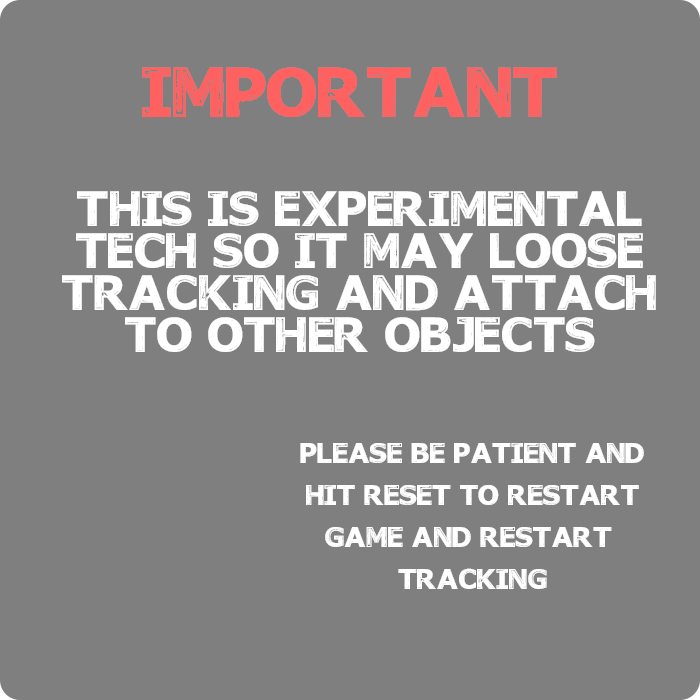 IMPORTANT
THIS IS EXPERIMENTAL
TECH SO IT MAY LOOSE
TRACKING AND ATTACH
TO OTHER OBJECTS
PLEASE BE PATIENT AND
HIT RESET TO RESTART
GAME AND RESTART
TRACKING